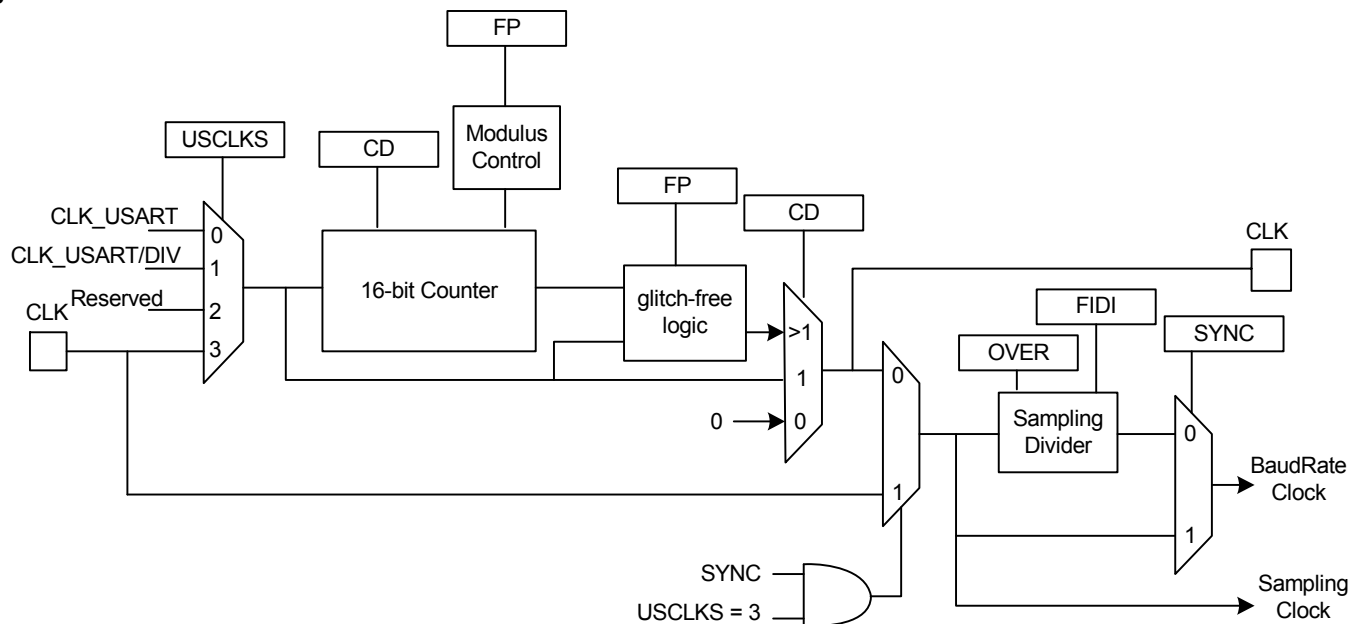 FP
USCLKS
CD
Modulus
Control
FP
CD
CLK_USART
0
CLK_USART/DIV
1
Reserved
2
CLK
3
16-bit Counter
glitch-free
logic
>1
1
0
0
CLK
FIDI
OVER
SYNC
0
1
Sampling
Divider
0
1
BaudRate
Clock
SYNC
USCLKS = 3
Sampling
Clock